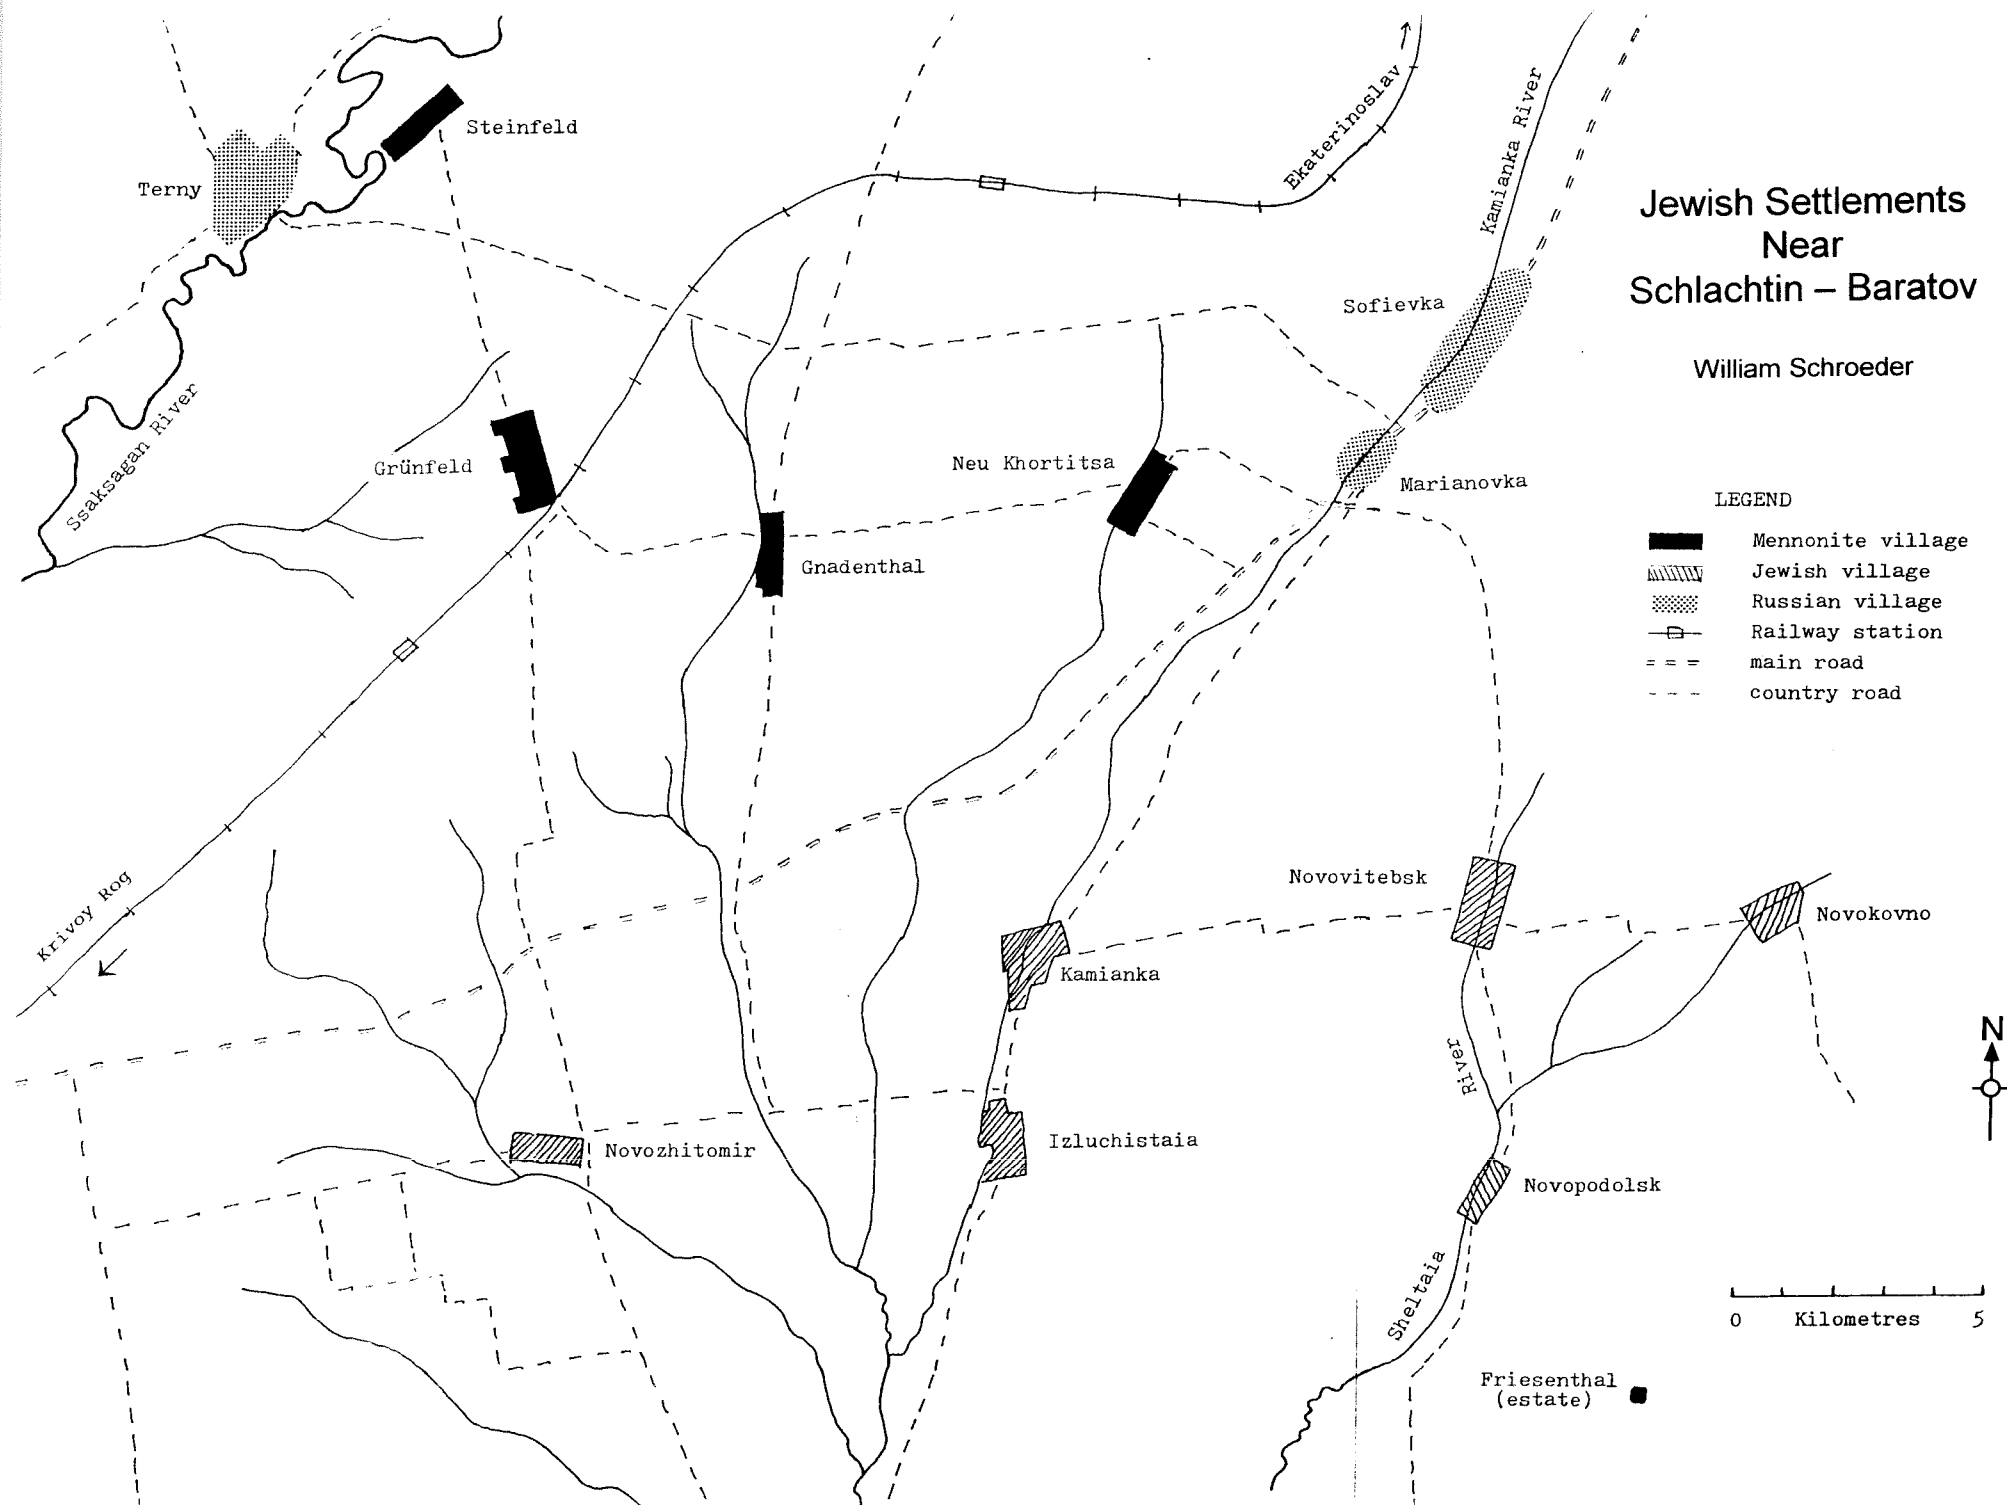 Steinfeld
Terny
Ekaterinoslav
Kamianka River
Jewish Settlements
Near
Schlachtin – Baratov
William Schroeder
Sofievka
Ssaksagan River
Grünfeld
Neu Khortitsa
Marianovka
Gnadenthal
LEGEND
Mennonite village
Jewish village
Russian village
Railway station
main road
country road
Krivoy Rog
Novovitebsk
Novokovno
Kamianka
N
River
Novozhitomir
Izluchistaia
Novopodolsk
Sheltaia
0 Kilometres 5
Friesenthal
(estate)